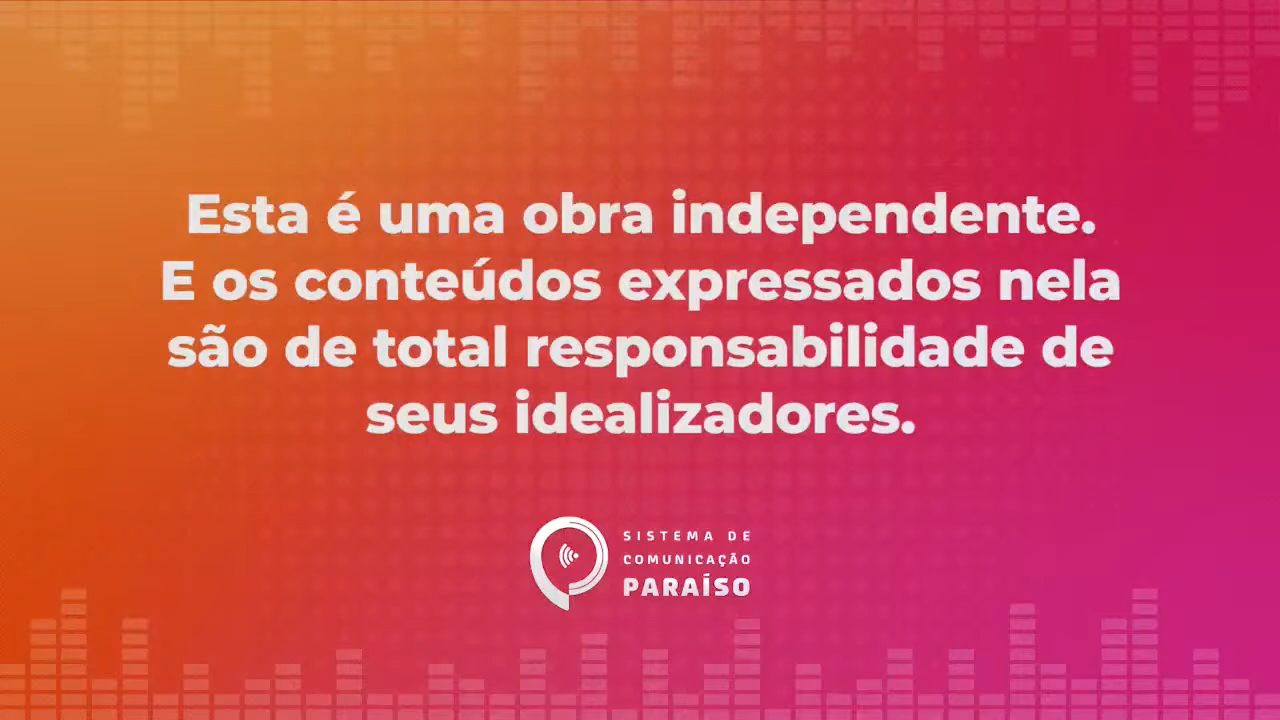 Esta é uma obra independente.
E os conteúdos expressados nela
são de total responsabilidade de
seus idealizadores.
SISTEMA DE
COMUNICAÇÃO
PARAÍSO